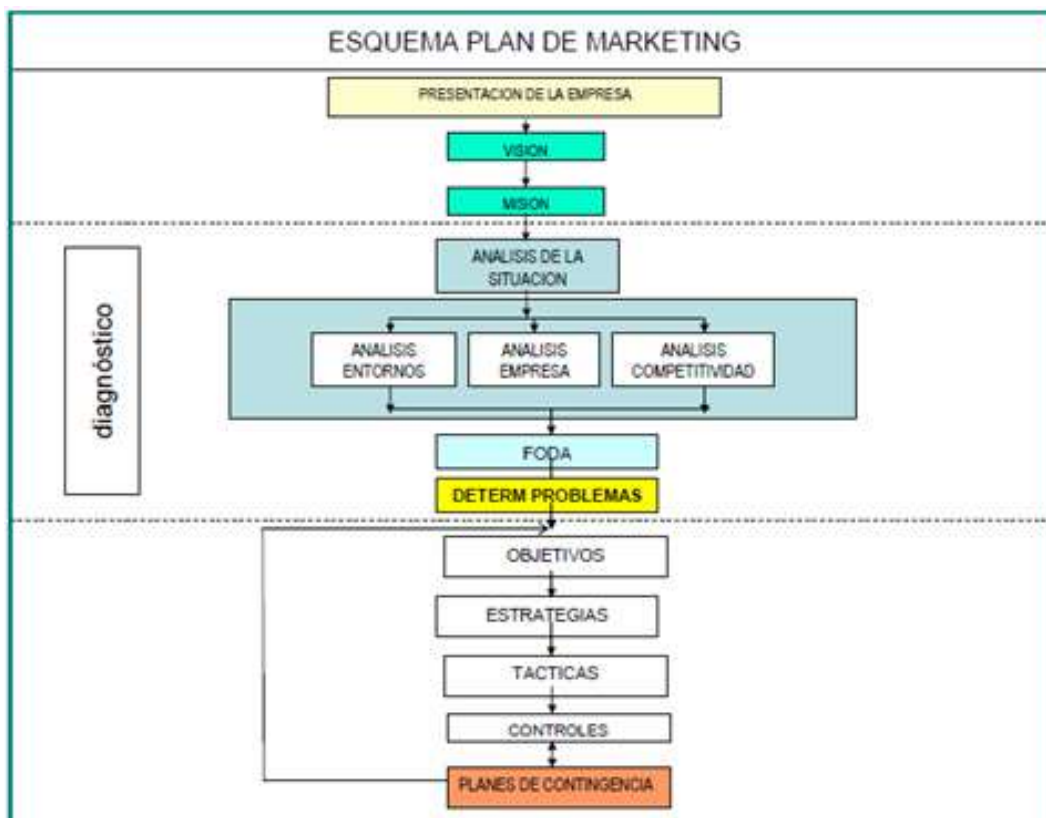 ESQUEMA PLAN DE MARKETING
PRESENTACION DE LA EMPRESA
VISION
MISION
diagnóstico
ANALISIS DE LA
SITUACION
ANALISIS
ENTORNOS
ANALISIS
EMPRESA
ANALISIS
COMPETITIVIDAD
FODA
DETERM PROBLEMAS
OBJETIVOS
ESTRATEGIAS
TACTICAS
CONTROLES
PLANES DE CONTINGENCIA